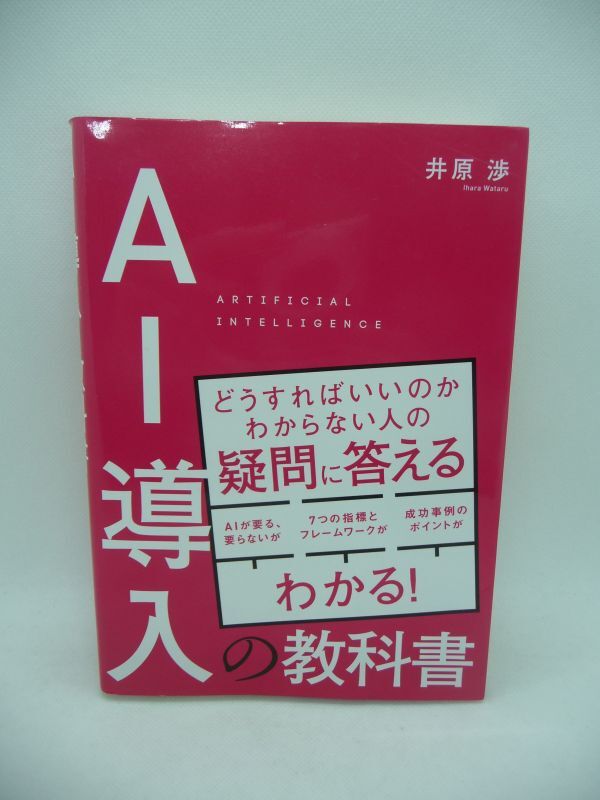 井原 渉
Ihara Wataru
AI導入の教科書
ARTIFICIAL
INTELLIGENCE
どうすればいいのか
わからない人の
疑問に答える
AIが要る、
要らないが
7つの指標と
フレームワークが
成功事例の
ポイントが
わかる!